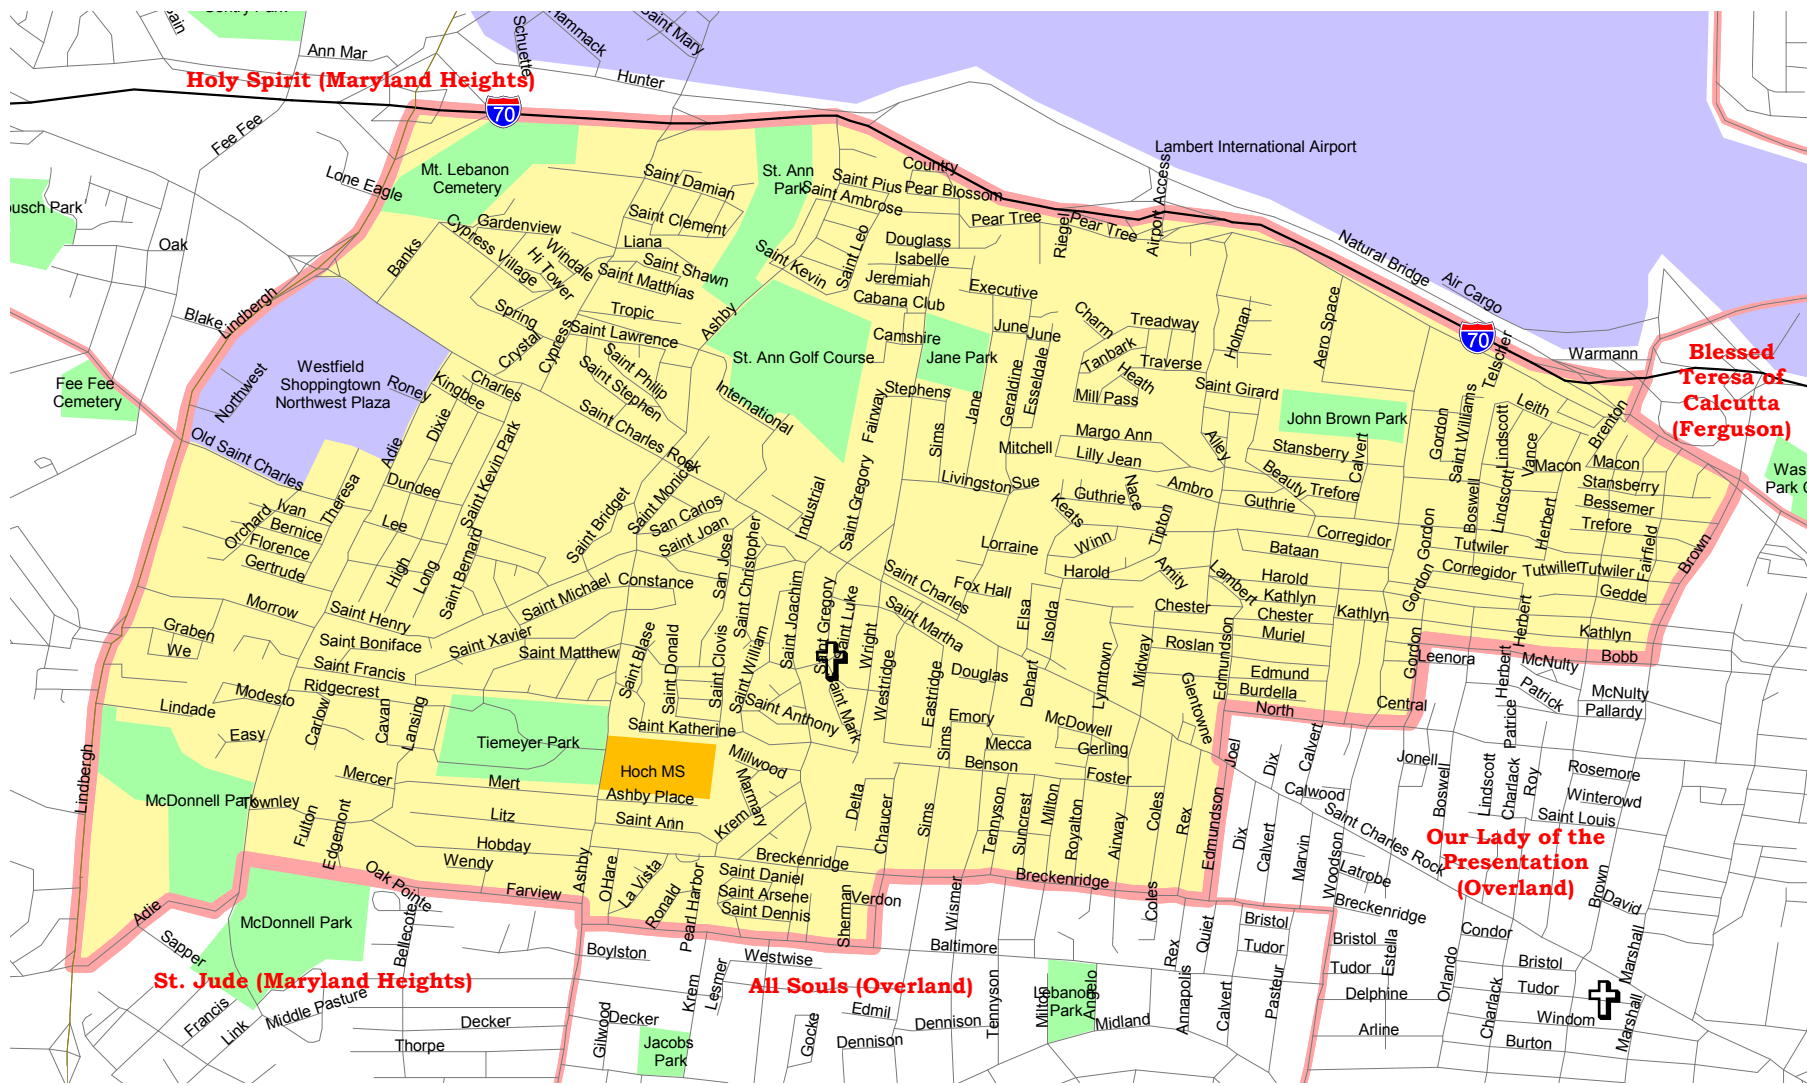 Ann Mar
Schuette
Hammack
Saint Mary
Hunter
Holy Spirit (Maryland Heights)
70
Fee Fee
Lone Eagle
Mt. Lebanon
Cemetery
Saint Damian
St. Ann
Park
Saint Pius
Saint Ambrose
Country
Pear Blossom
Pear Tree
Riegel
Pear Tree
Airport Access
Lambert International Airport
Natural Bridge
Air Cargo
usch Park
Oak
Banks
Gardenview
Cypress Village
Windale
Hi Tower
Saint Clement
Liana
Saint Shawn
Saint Matthias
Saint Kevin
Saint Leo
Douglass
Isabelle
Jeremiah
Cabana Club
Executive
Blake
Lindbergh
Spring
Crystal
Cypress
Tropic
Saint Lawrence
Ashby
Camshire
June
June
Charm
Treadway
Tanbark
Traverse
Heath
Holman
Aero Space
70
Telscher
Warmann
Blessed
Teresa of
Calcutta
(Ferguson)
Fee Fee
Cemetery
Northwest
Westfield
Shoppingtown
Northwest Plaza
Roney
Kingbee
Charles
Saint Philip
Saint Stephen
St. Ann Golf Course
Jane Park
International
Stephens
Fairway
Jane
Geraldine
Esseldale
Mill Pass
Saint Girard
John Brown Park
Leith
Brenton
Old Saint Charles
Adie
Dixie
Saint Charles Rock
Sims
Mitchell
Margo Ann
Lilly Jean
Alley
Stansberry
Calvert
Gordon
Saint Williams
Lindscott
Vance
Macon
Macon
Stansberry
Bessemer
Trefore
Was
Park
Dundee
Saint Kevin Park
Theresa
Ivan
Orchard
Bernice
Florence
Gertrude
Lee
High
Long
Saint Bernard
Saint Bridget
Saint Monica
San Carlos
Saint Joan
Industrial
Saint Gregory
Livingston
Sue
Guthrie
Nace
Keats
Winn
Tipton
Ambro
Beauty
Trefore
Guthrie
Corregidor
Boswell
Lindscott
Herbert
Tutwiler
Fairfield
Brown
Lorraine
Bataan
Gordon
Gordon
Corregidor
Tutwiller
Tutwiler
Gedde
Saint Michael
Constance
San Jose
Saint Christopher
Saint Joachim
Saint Gregory
Saint Luke
Saint Charles
Fox Hall
Harold
Amity
Lambert
Harold
Kathlyn
Chester
Kathlyn
Muriel
Herbert
Kathlyn
Morrow
Saint Henry
Saint Boniface
Saint Xavier
Saint Matthew
Saint Martha
Elsa
Isolda
Chester
Roslan
Graben
We
Saint Francis
Ridgecrest
Saint Blase
Saint Donald
Saint Clovis
Saint William
Wright
Westridge
Eastridge
Douglas
Dehart
Lynntown
Midway
Edmundson
Edmund
Burdella
North
Gordon
Central
Leenora
Herbert
McNulty
Bobb
Patrick
McNulty
Pallardy
Modesto
Lindade
Easy
Carlow
Cavan
Lansing
Tiemeyer Park
Saint Katherine
Saint Anthony
Saint Mark
Emory
Sims
Mecca
McDowell
Gerling
Glentowne
Joel
Dix
Calvert
Patrice
Jonell
Rosemore
Lindbergh
McDonnell Park
Townley
Mercer
Mert
Hoch MS
Ashby Place
Millwood
Marmary
Benson
Foster
Calwood
Boswell
Lindscott
Charlack
Roy
Winterowd
Saint Louis
Fulton
Edgemont
Litz
Saint Ann
Krem
Delta
Chaucer
Sims
Tennyson
Suncrest
Milton
Royalton
Airway
Coles
Rex
Edmundson
Dix
Calvert
Marvin
Woodson
Saint Charles Rock
Our Lady of the
Presentation
(Overland)
Hobday
Wendy
Oak Pointe
Farview
Ashby
OHare
La Vista
Ronald
Pearl Harbor
Breckenridge
Saint Daniel
Saint Arsene
Saint Dennis
Sherman
Verdon
Wismer
Breckenridge
Coles
Latrobe
Breckenridge
Brown
David
Adie
Sapper
McDonnell Park
Bellecote
Boylston
Westwise
Baltimore
Rex
Quiet
Bristol
Tudor
Bristol
Tudor
Estella
Condor
Bristol
Tudor
Marshall
St. Jude (Maryland Heights)
Krem
Lesmer
All Souls (Overland)
Tennyson
Milton
Lebanon
Park
Angelo
Annapolis
Calvert
Pasteur
Delphine
Orlando
Charlack
Windom
Marshall
Francis
Link
Middle Pasture
Decker
Thorpe
Gilwood
Decker
Jacobs
Park
Gocke
Edmil
Dennison
Dennison
Midland
Arline
Burton